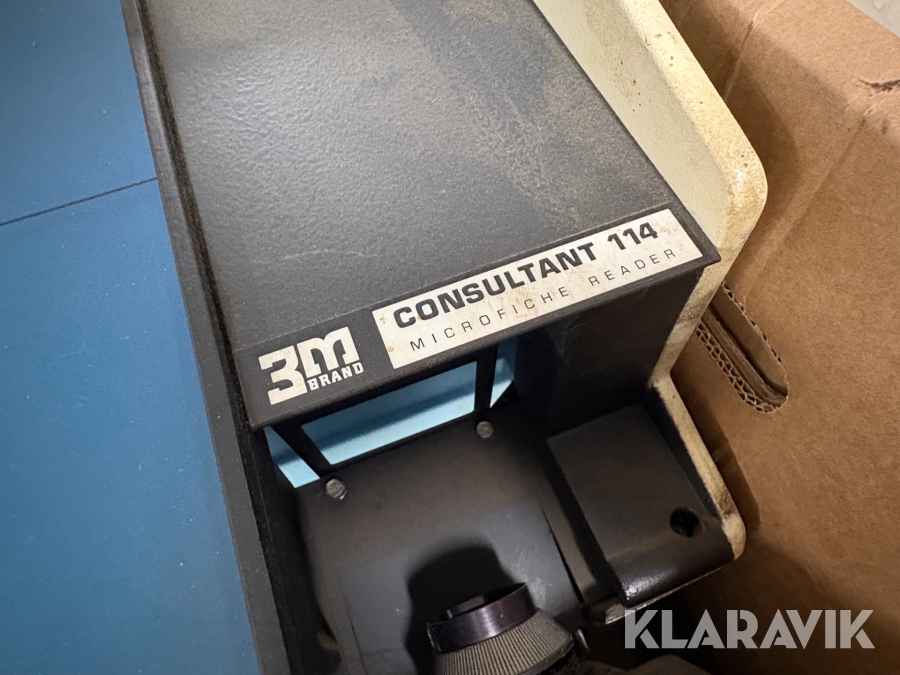 3M
BRAND
CONSULTANT 114
MICROFICHE READER
KLARAVIK